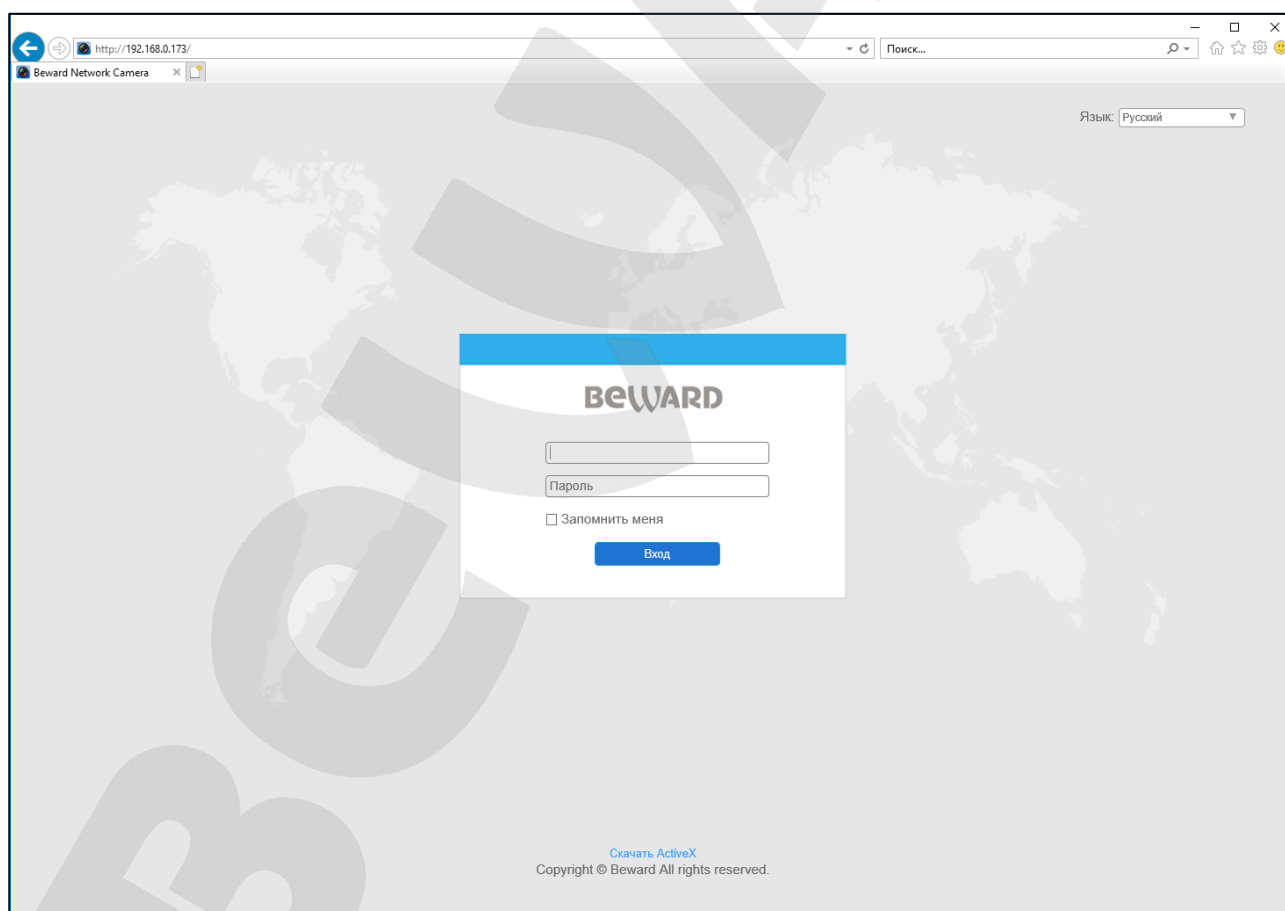 http://192.168.0.173/
Поиск...
Beward Network Camera
Язык: Русский
BEWARD
Пароль
Запомнить меня
Вход
Скачать ActiveX
Copyright © Beward All rights reserved.